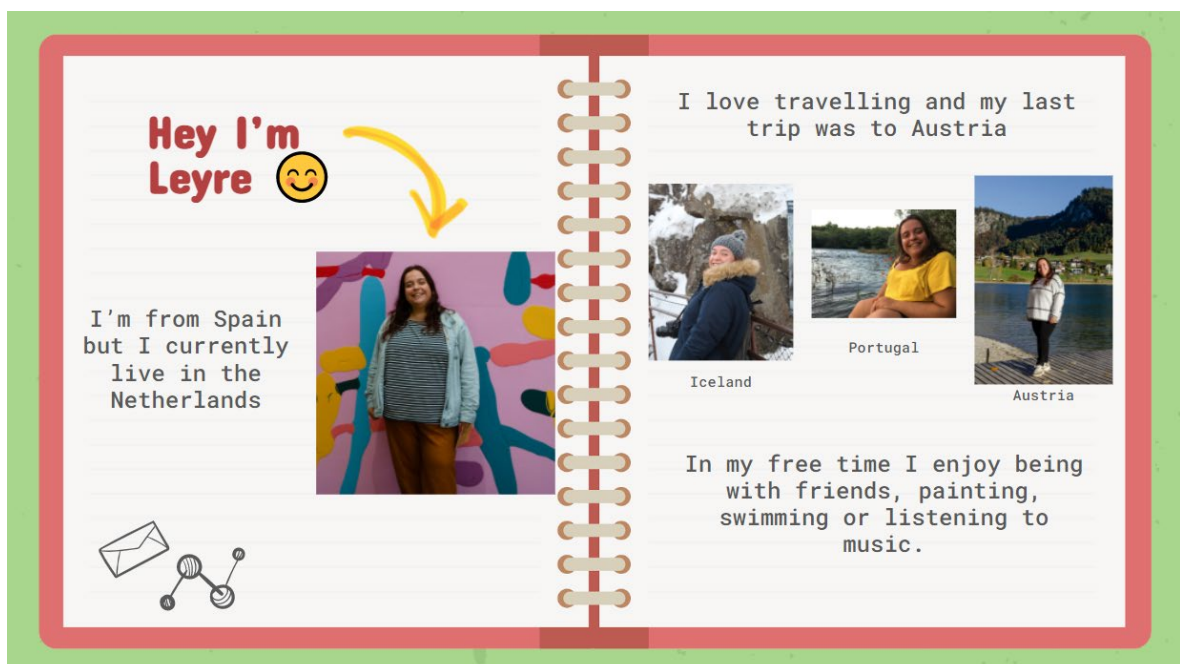 Hey I'm
Leyre
I'm from Spain
but I currently
live in the
Netherlands
I love travelling and my last
trip was to Austria
Iceland
Portugal
Austria
In my free time I enjoy being
with friends, painting,
swimming or listening to
music.